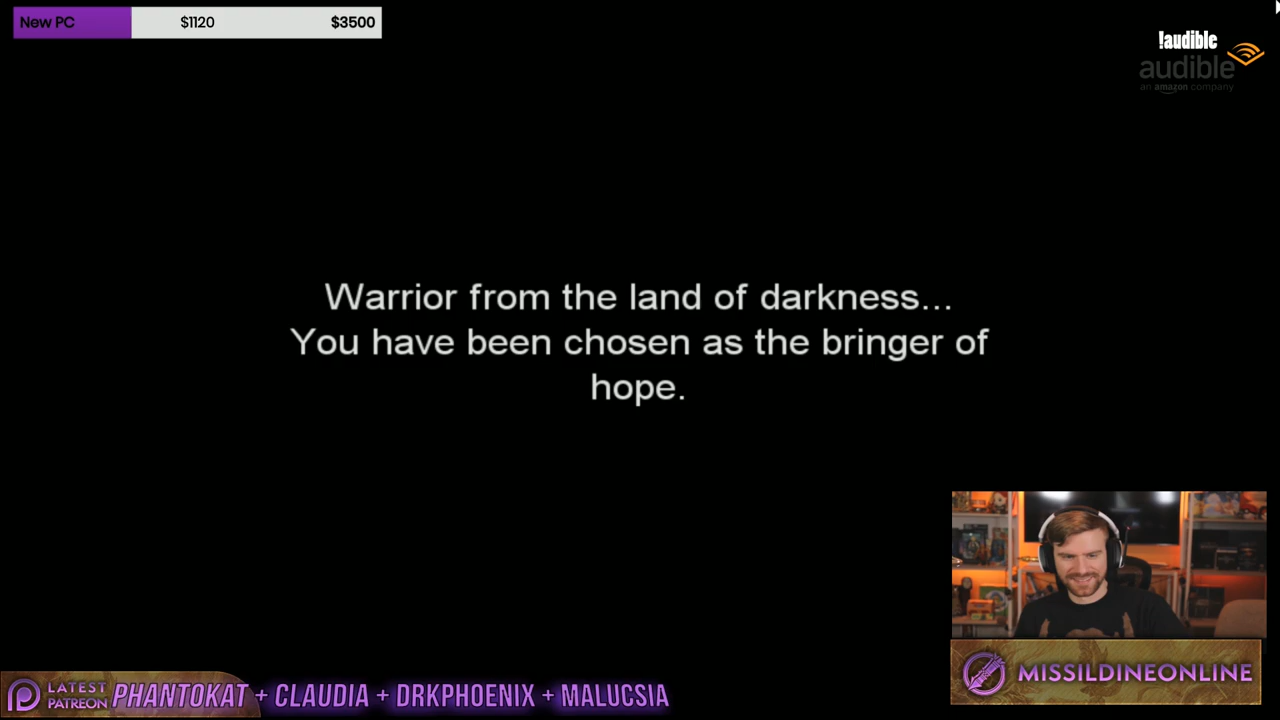 New PC $1120 $3500
!audible
audible
an amazon company
Warrior from the land of darkness...
You have been chosen as the bringer of
hope.
MISSILDINEONLINE
LATEST
PATREON
PHANTOKAT + CLAUDIA + DRKPHOENIX + MALUCSIA